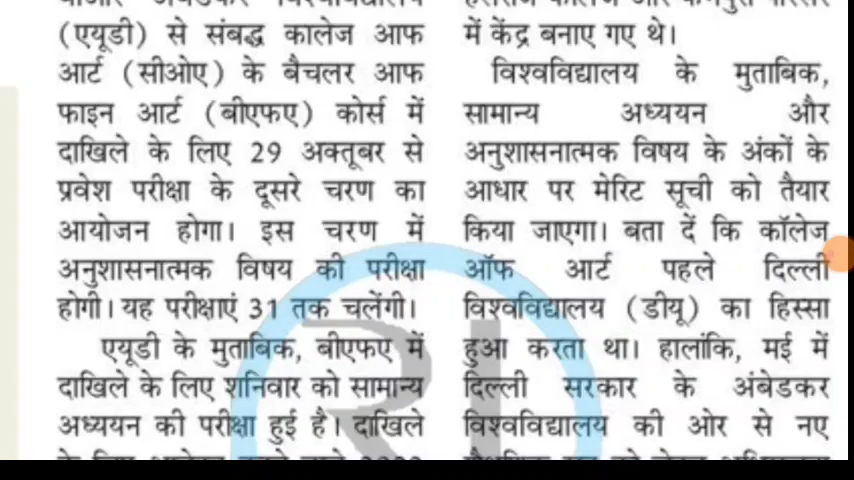 (एयूडी) से संबद्ध कालेज आफ
आर्ट (सीओए) के बैचलर आफ
फाइन आर्ट (बीएफए) कोर्स में
दाखिले के लिए 29 अक्तूबर से
प्रवेश परीक्षा के दूसरे चरण का
आयोजन होगा। इस चरण में
अनुशासनात्मक विषय की परीक्षा
होगी। यह परीक्षाएं 31 तक चलेंगी।
एयूडी के मुताबिक, बीएफए में
दाखिले के लिए शनिवार को सामान्य
अध्ययन की परीक्षा हुई है। दाखिले
में केंद्र बनाए गए थे।
विश्वविद्यालय के मुताबिक,
सामान्य अध्ययन और
अनुशासनात्मक विषय के अंकों के
आधार पर मेरिट सूची को तैयार
किया जाएगा। बता दें कि कॉलेज
ऑफ आर्ट पहले दिल्ली
विश्वविद्यालय (डीयू) का हिस्सा
हुआ करता था। हालांकि, मई में
दिल्ली सरकार के अंबेडकर
विश्वविद्यालय की ओर से नए